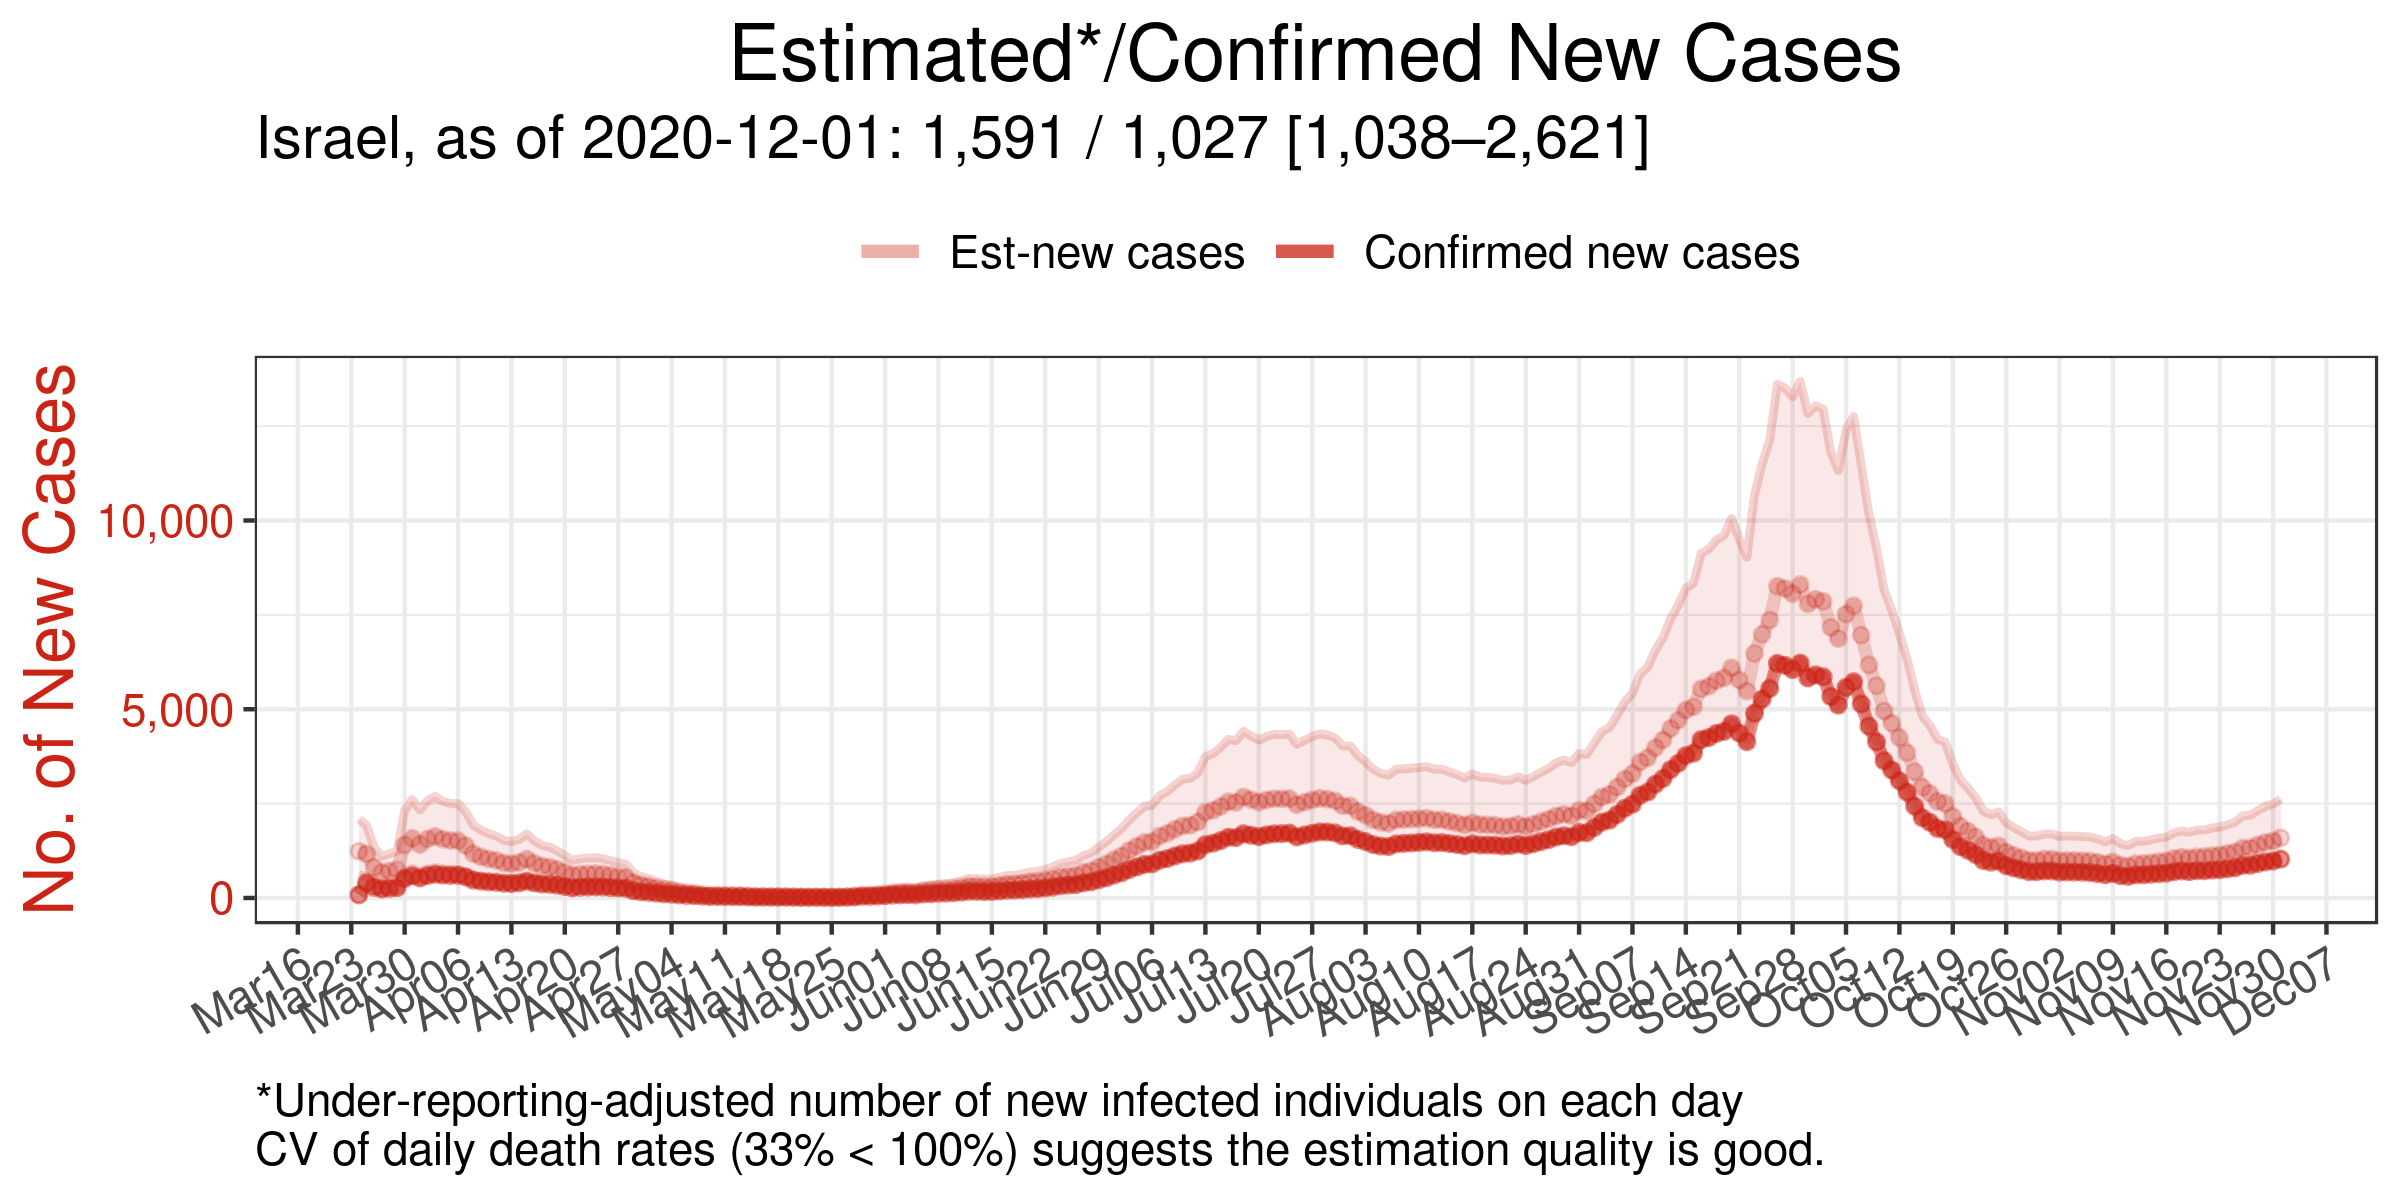 Estimated*/Confirmed New Cases
Israel, as of 2020-12-01: 1,591 / 1,027 [1,038–2,621]
Est-new cases
Confirmed new cases
No. of New Cases
10,000
5,000
0
Mar16
Mar23
Mar30
Apr06
Apr13
Apr20
Apr27
May04
May11
May18
May25
Jun01
Jun08
Jun15
Jun22
Jun29
Jul06
Jul13
Jul20
Jul27
Aug03
Aug10
Aug17
Aug24
Aug31
Sep07
Sep14
Sep21
Sep28
Oct05
Oct12
Oct19
Oct26
Nov02
Nov09
Nov16
Nov23
Nov30
Dec07
*Under-reporting-adjusted number of new infected individuals on each day
CV of daily death rates (33% < 100%) suggests the estimation quality is good.